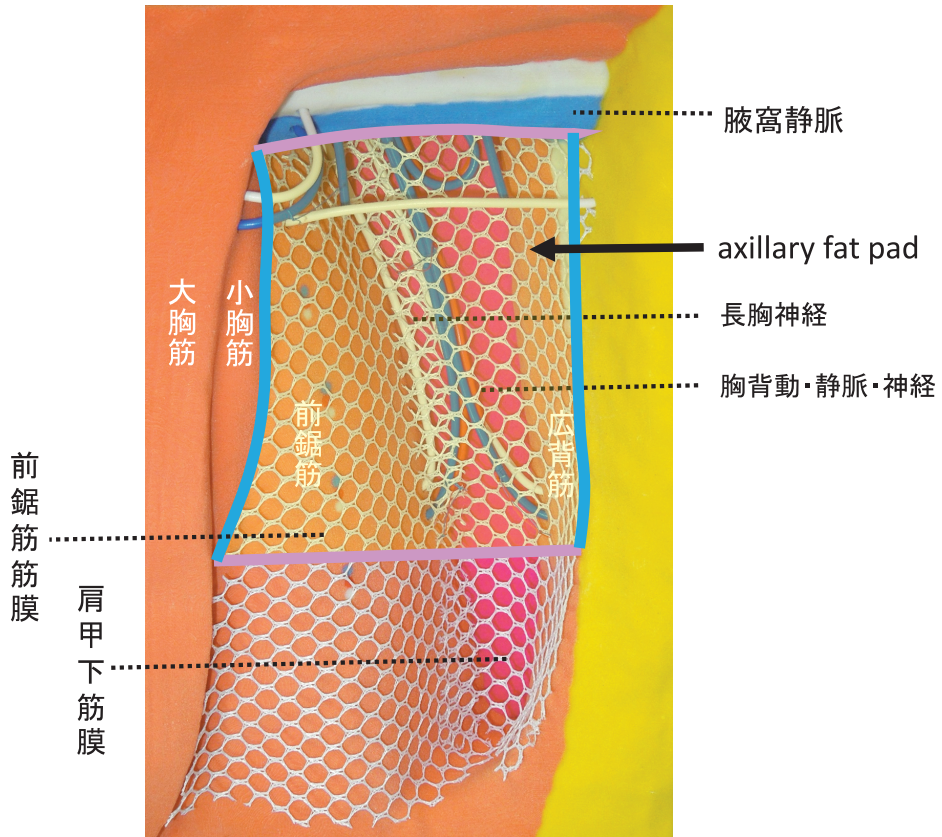 腋窩静脈
axillary fat pad
長胸神経
胸背動・静脈・神経
大胸筋
小胸筋
前鋸筋
広背筋
前鋸筋筋膜
肩甲下筋膜